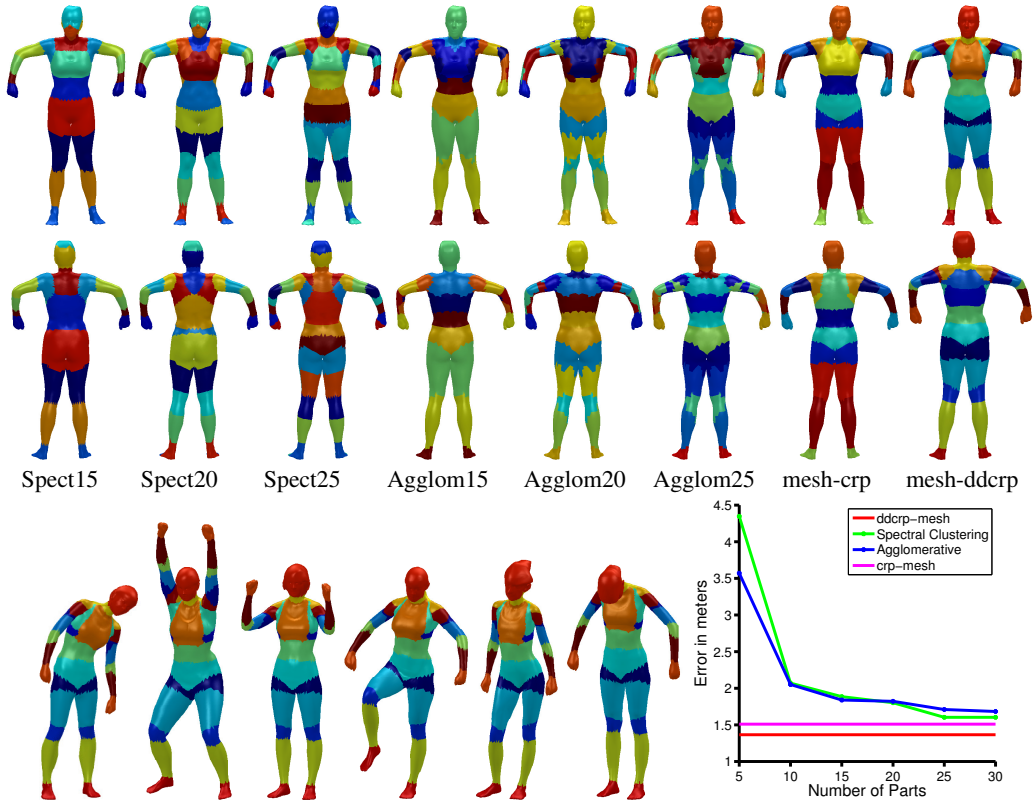 Spect15 Spect20 Spect25 Agglom15 Agglom20 Agglom25 mesh-crp mesh-ddcrp
4.5
4
3.5
3
2.5
2
1.5
1
Error in meters
ddcrp-mesh
Spectral Clustering
Agglomerative
crp-mesh
5 10 15 20 25 30
Number of Parts